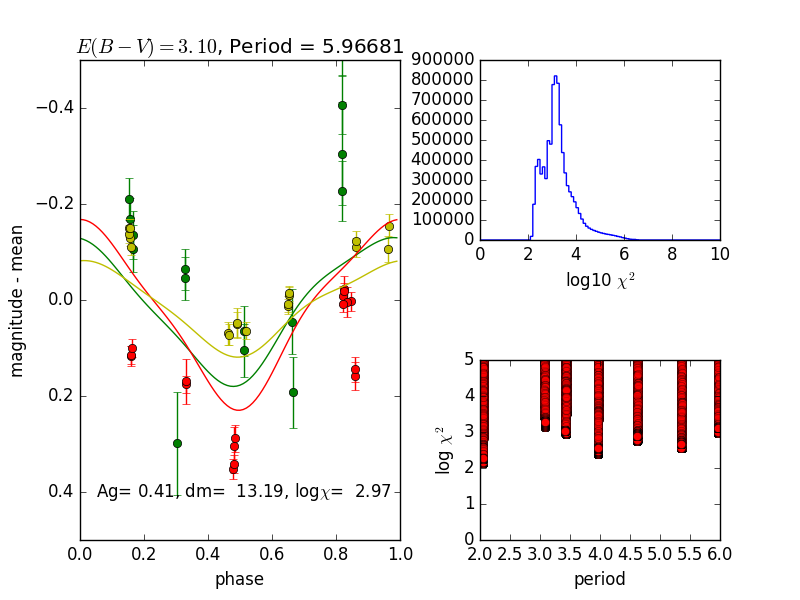 E(B − V) = 3.10, Period = 5.96681
−0.4
−0.2
0.0
0.2
0.4
magnitude - mean
Ag= 0.41, dm= 13.19, logχ= 2.97
0.0 0.2 0.4 0.6 0.8 1.0
phase
900000
800000
700000
600000
500000
400000
300000
200000
100000
0
0 2 4 6 8 10
log10 χ²
5
4
3
2
1
0
log χ²
2.0 2.5 3.0 3.5 4.0 4.5 5.0 5.5 6.0
period